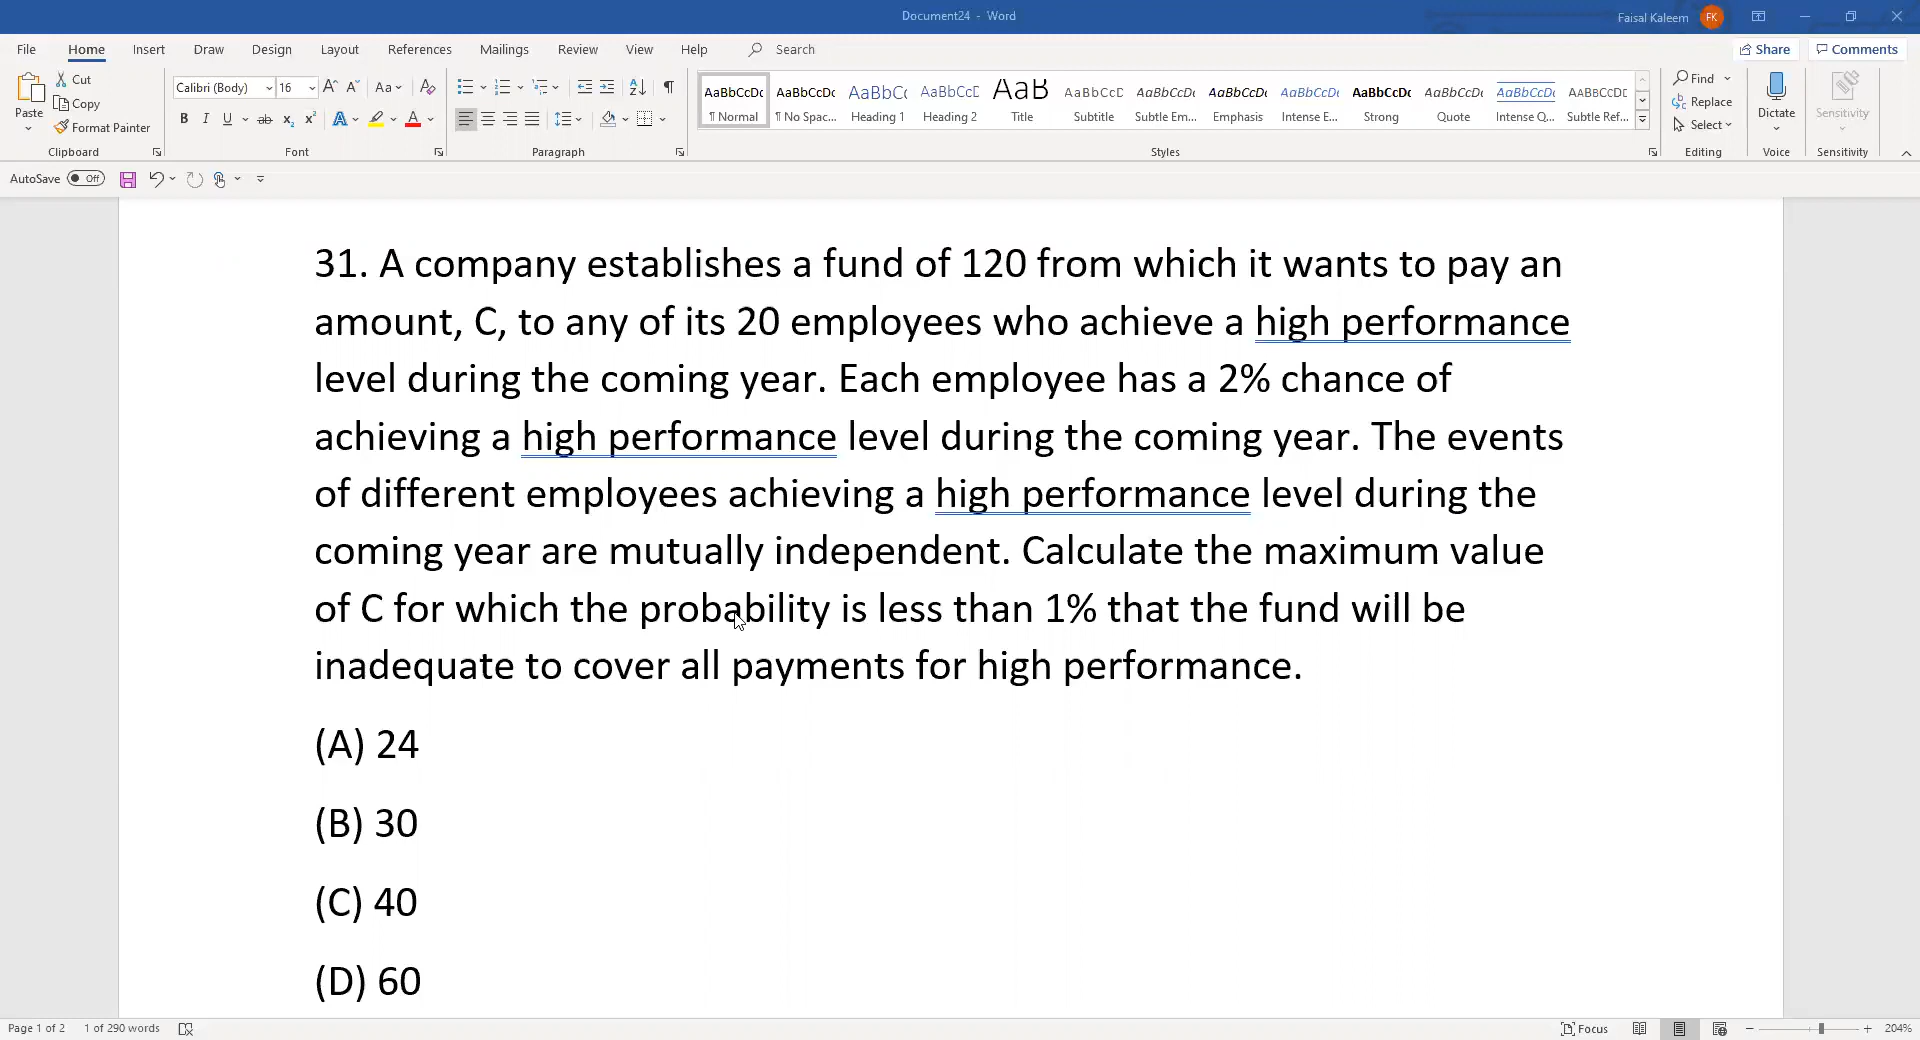 Document24 - Word
Faisal Kaleem FK
File Home Insert Draw Design Layout References Mailings Review View Help Search Share Comments
Cut
Copy
Paste
Format Painter
Clipboard
Calibri (Body) 16
Font
Paragraph
AaBbCcDc AaBbCcDc AaBbC( AaBbCcD AaB AaBbCcD AaBbCcDc AaBbCcDc AaBbCcDc AaBbCcDc AaBbCcDc AaBbCcDc AABBCCDD
¶ Normal ¶ No Spac... Heading 1 Heading 2 Title Subtitle Subtle Em... Emphasis Intense E... Strong Quote Intense Q... Subtle Ref...
Styles
Find
Replace
Select
Editing
Dictate
Voice
Sensitivity
Sensitivity
AutoSave Off
31. A company establishes a fund of 120 from which it wants to pay an
amount, C, to any of its 20 employees who achieve a high performance
level during the coming year. Each employee has a 2% chance of
achieving a high performance level during the coming year. The events
of different employees achieving a high performance level during the
coming year are mutually independent. Calculate the maximum value
of C for which the probability is less than 1% that the fund will be
inadequate to cover all payments for high performance.
(A) 24
(B) 30
(C) 40
(D) 60
Page 1 of 2 1 of 290 words Focus 204%